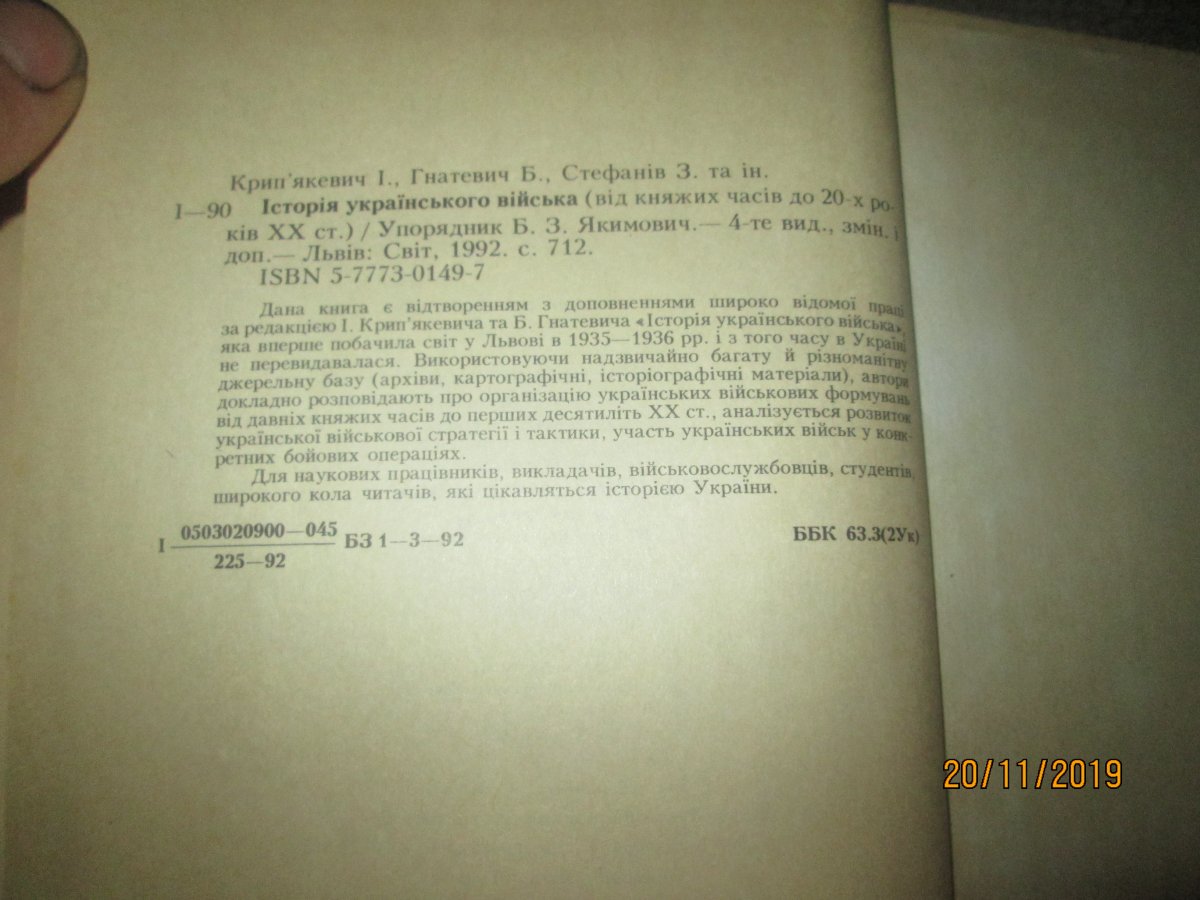 Крип'якевич І., Гнатевич Б., Стефанів З. та ін.
І—90 Історія українського війська (від княжих часів до 20-х ро-
ків ХХ ст.) / Упорядник Б. З. Якимович.— 4-те вид., змін. і
доп.— Львів: Світ, 1992. с. 712.
ISBN 5-7773-0149-7
Дана книга є відтворенням з доповненнями широко відомої праці
за редакцією І. Крип'якевича та Б. Гнатевича «Історія українського війська»,
яка вперше побачила світ у Львові в 1935—1936 рр. і з того часу в Україні
не перевидавалася. Використовуючи надзвичайно багату й різноманітну
джерельну базу (архіви, картографічні, історіографічні матеріали), автори
докладно розповідають про організацію українських військових формувань
від давніх княжих часів до перших десятиліть ХХ ст., аналізується розвиток
української військової стратегії і тактики, участь українських військ у конк-
ретних бойових операціях.
Для наукових працівників, викладачів, військовослужбовців, студентів,
широкого кола читачів, які цікавляться історією України.
І 0503020900—045 БЗ 1—3—92 ББК 63.3(2Ук)
225—92
20/11/2019